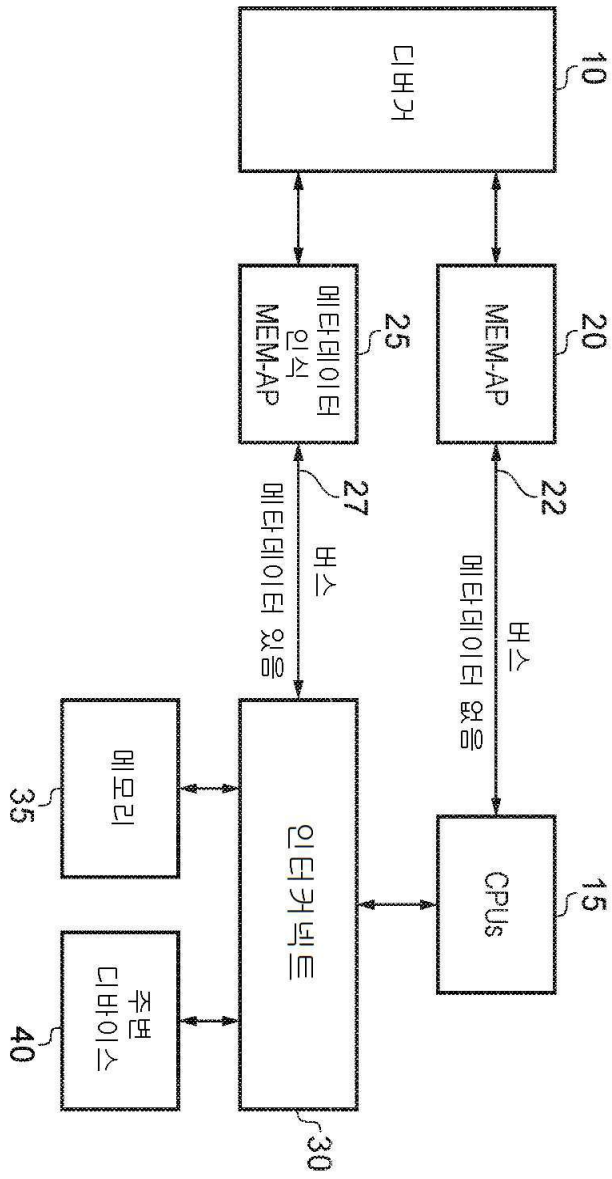 10
디버거
20
MEM-AP
22
버스
메타데이터 없음
15
CPUs
25
메타데이터
인식
MEM-AP
27
버스
메타데이터 있음
인터커넥트
30
메모리
35
주변
디바이스
40